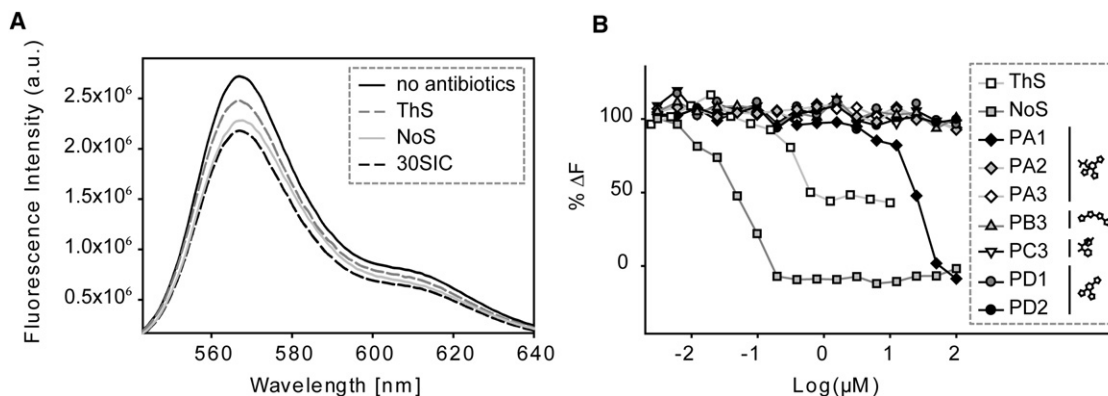 A
Fluorescence Intensity (a.u.)
2.5x10⁶
2.0x10⁶
1.5x10⁶
1.0x10⁶
0.5x10⁶
no antibiotics
ThS
NoS
30SIC
560
580
600
620
640
Wavelength [nm]
B
% ΔF
100
50
0
-2
-1
0
1
2
Log(µM)
ThS
NoS
PA1
PA2
PA3
PB3
PC3
PD1
PD2